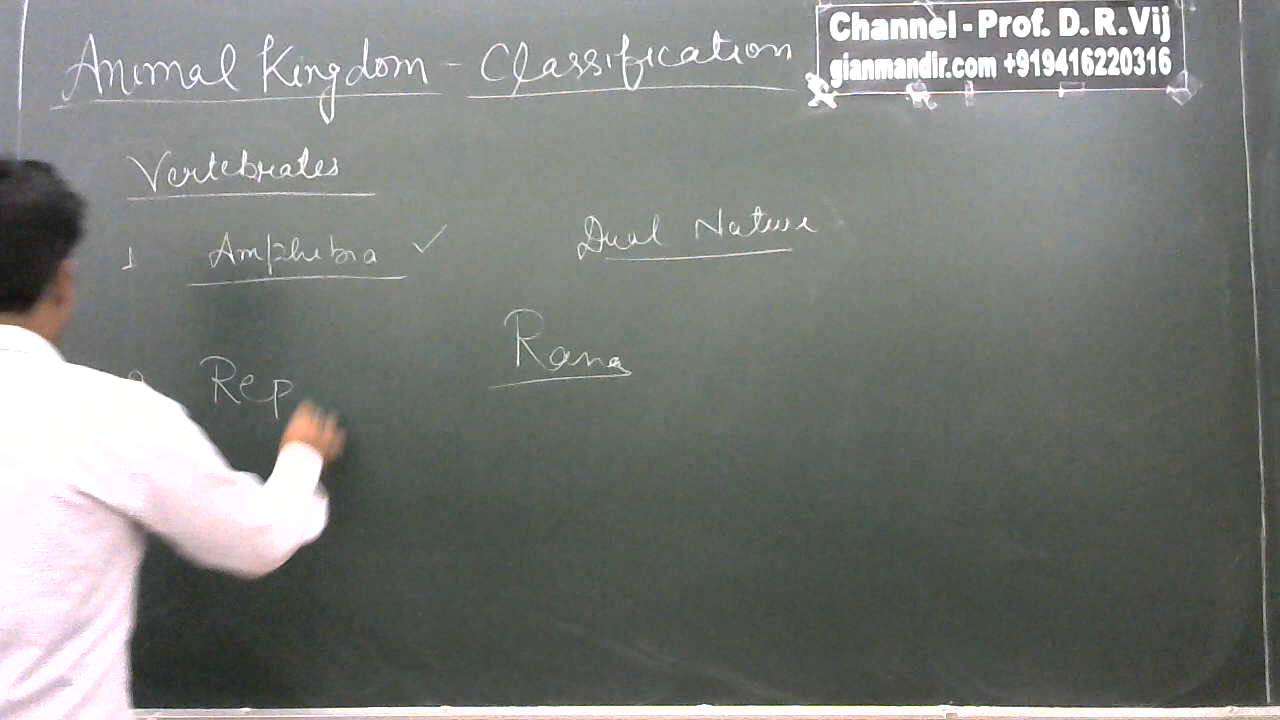 Animal Kingdom - Classification
Channel - Prof. D. R. Vij
gianmandir.com +919416220316
Vertebrates
1 Amphibia ✓ Dual Nature
Rana
2 Rep